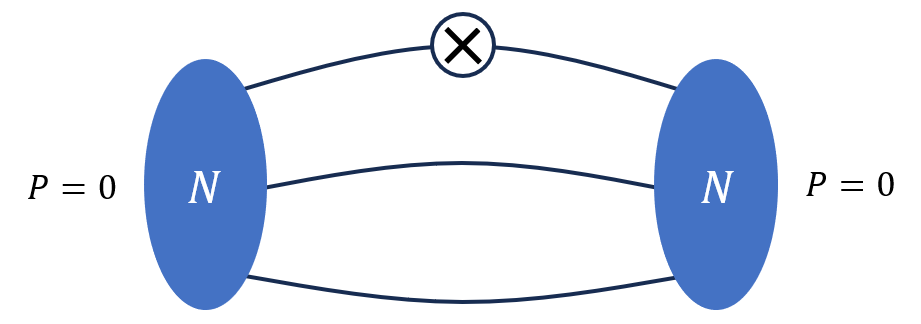 P = 0
N
N
P = 0